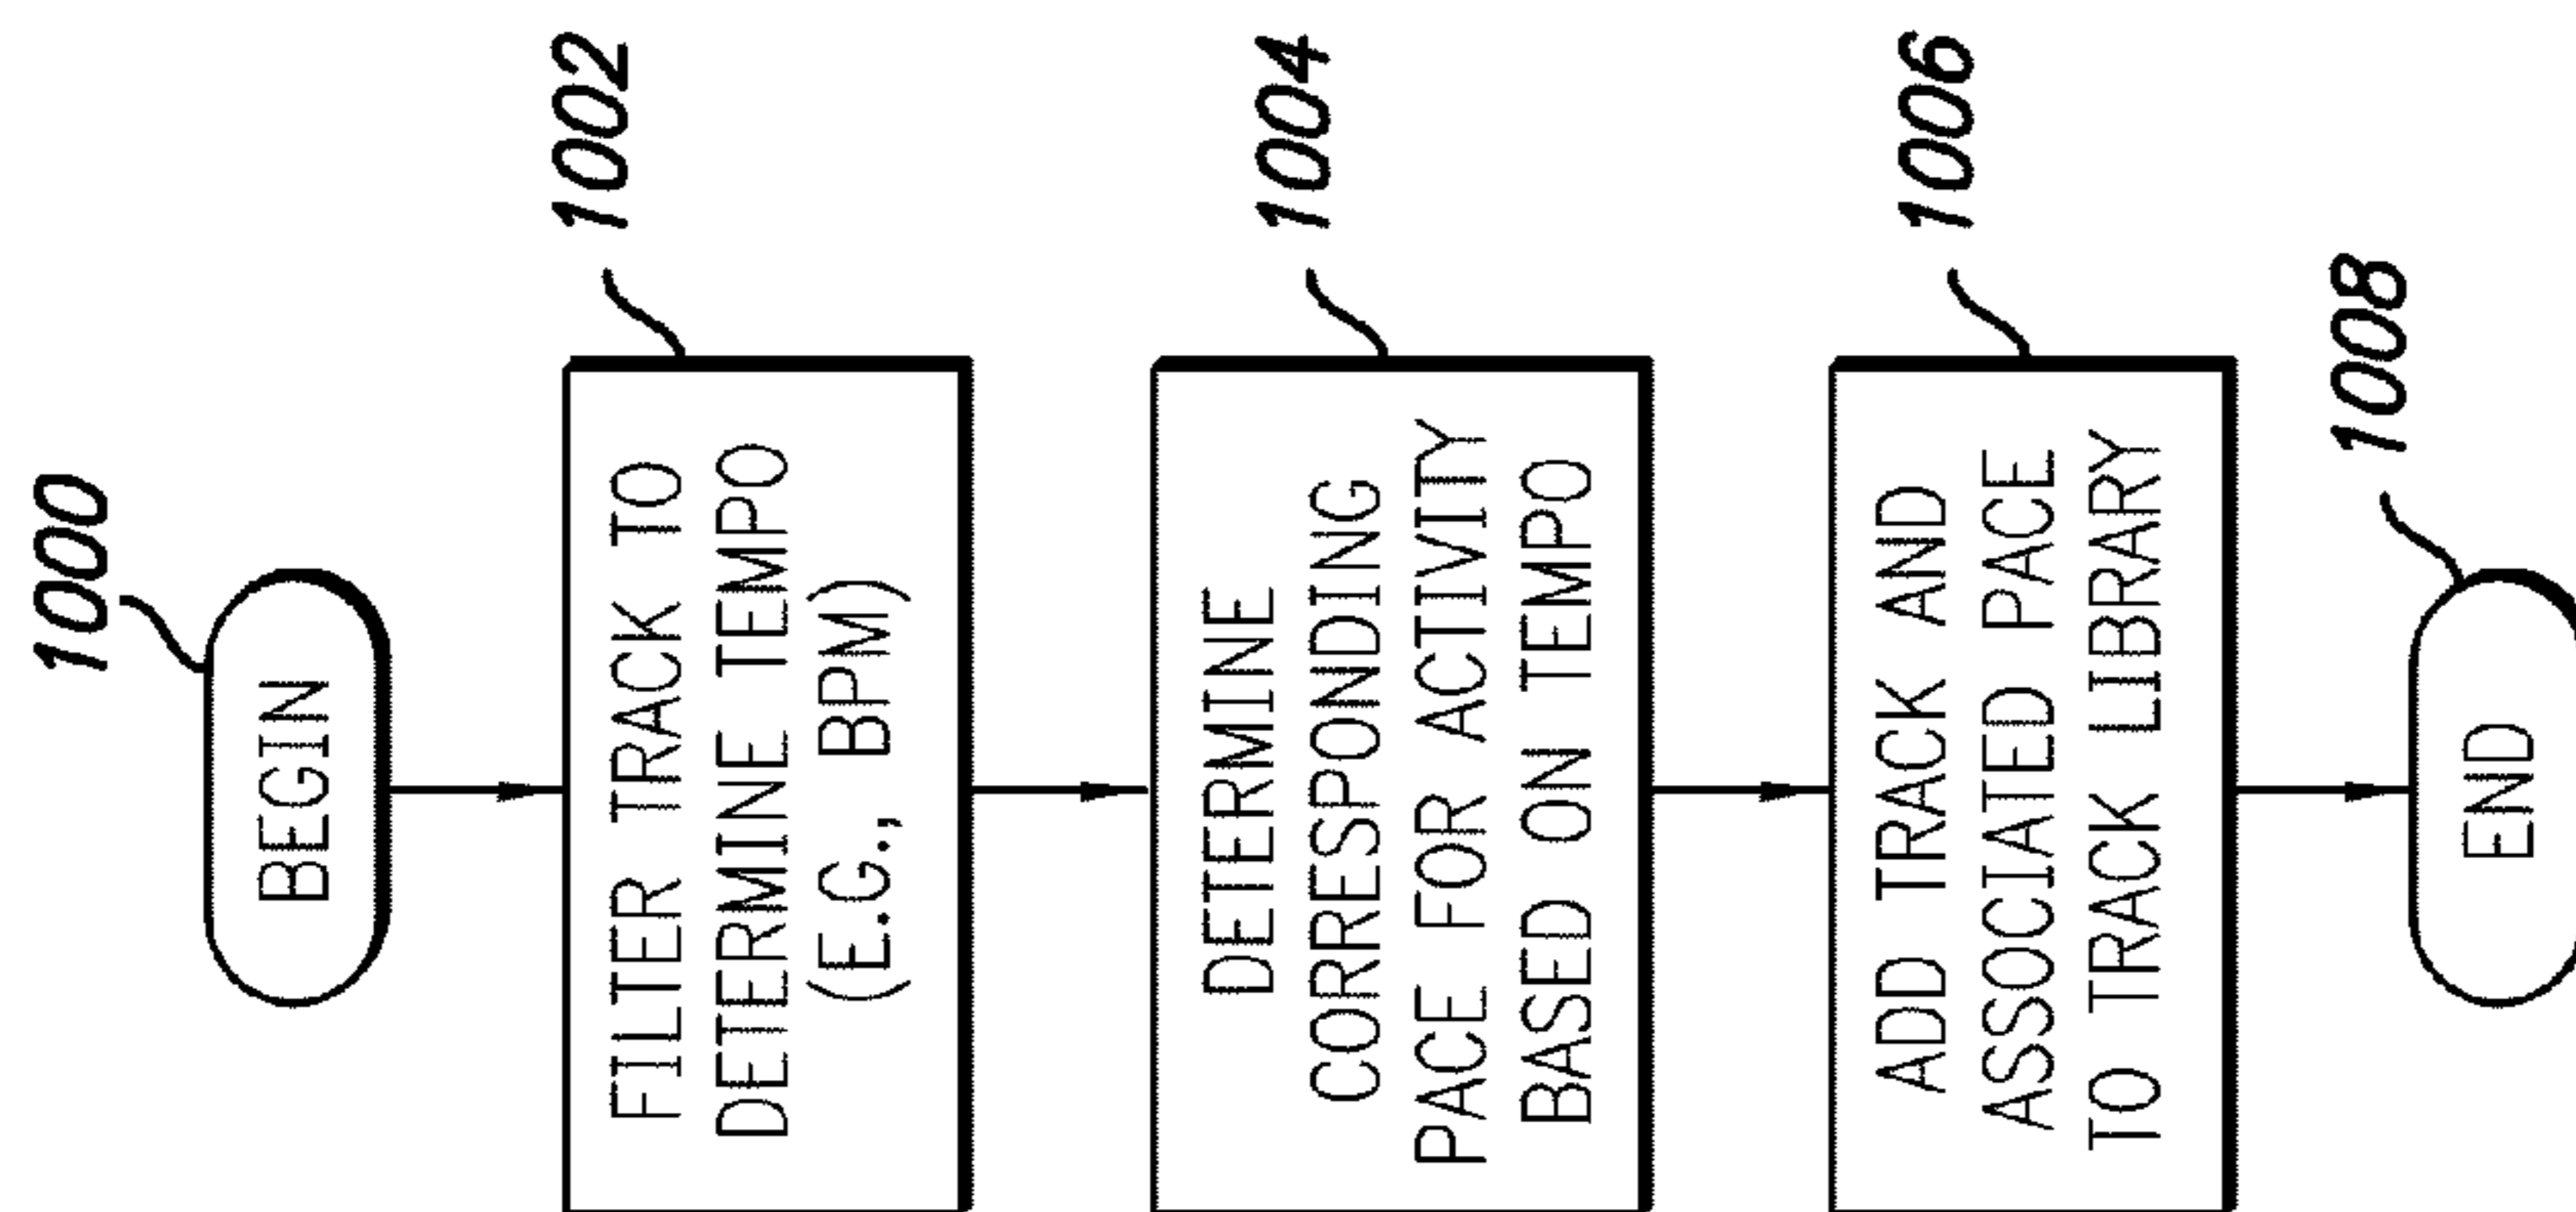 1000
BEGIN
1002
FILTER TRACK TO
DETERMINE TEMPO
(E.G., BPM)
1004
DETERMINE
CORRESPONDING
PACE FOR ACTIVITY
BASED ON TEMPO
1006
ADD TRACK AND
ASSOCIATED PACE
TO TRACK LIBRARY
1008
END